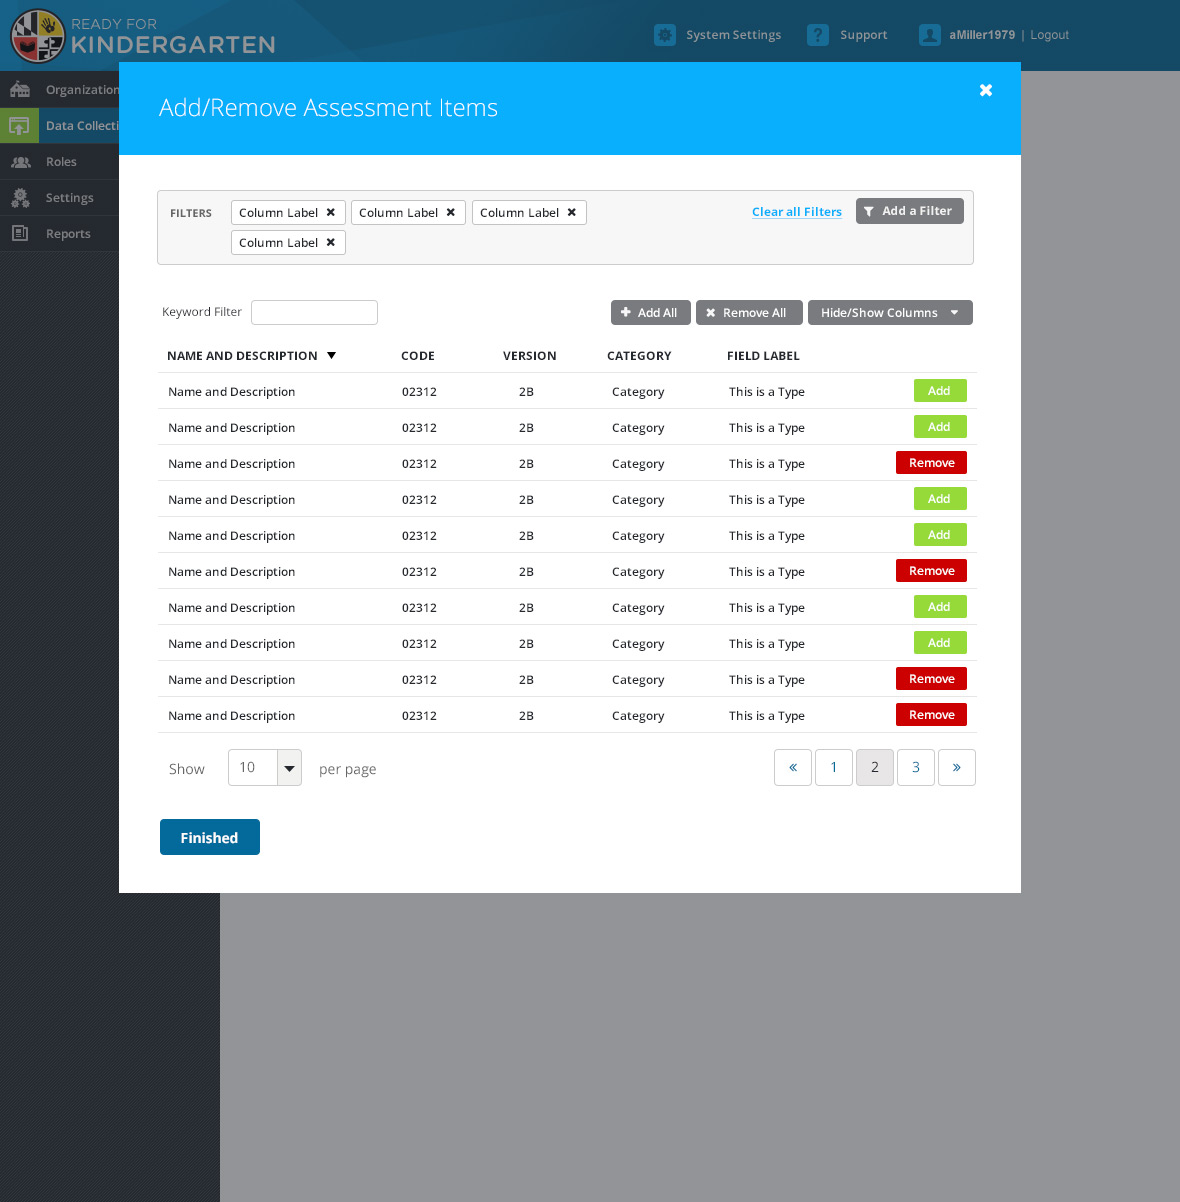 READY FOR
KINDERGARTEN
System Settings
Support
aMiller1979 | Logout
Organization
Data Collecti
Roles
Settings
Reports
Add/Remove Assessment Items
FILTERS Column Label Column Label Column Label Clear all Filters Add a Filter
Column Label
Keyword Filter Add All Remove All Hide/Show Columns
NAME AND DESCRIPTION CODE VERSION CATEGORY FIELD LABEL
Name and Description 02312 2B Category This is a Type Add
Name and Description 02312 2B Category This is a Type Add
Name and Description 02312 2B Category This is a Type Remove
Name and Description 02312 2B Category This is a Type Add
Name and Description 02312 2B Category This is a Type Add
Name and Description 02312 2B Category This is a Type Remove
Name and Description 02312 2B Category This is a Type Add
Name and Description 02312 2B Category This is a Type Add
Name and Description 02312 2B Category This is a Type Remove
Name and Description 02312 2B Category This is a Type Remove
Show 10 per page « 1 2 3 »
Finished